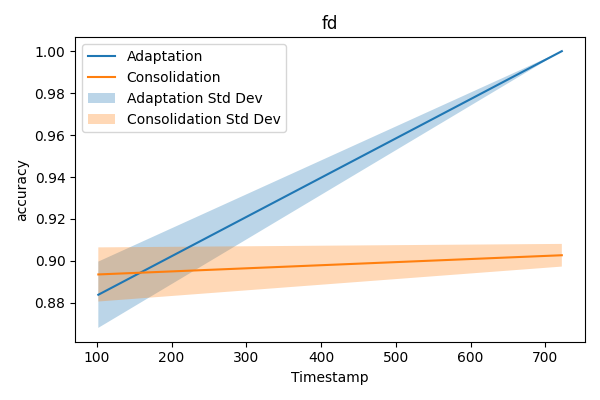 fd
Adaptation
Consolidation
Adaptation Std Dev
Consolidation Std Dev
1.00
0.98
0.96
0.94
0.92
0.90
0.88
accuracy
100 200 300 400 500 600 700
Timestamp